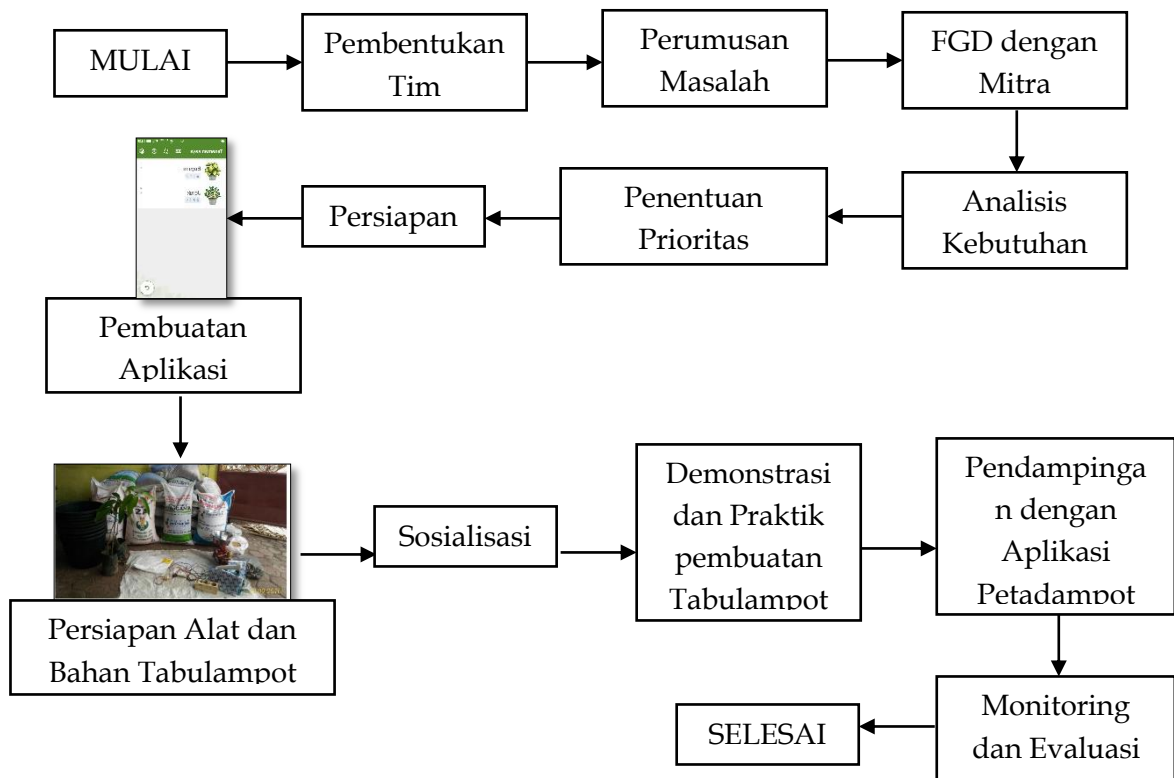 MULAI
Pembentukan
Tim
Perumusan
Masalah
FGD dengan
Mitra
Analisis
Kebutuhan
Penentuan
Prioritas
Persiapan
Pembuatan
Aplikasi
Persiapan Alat dan
Bahan Tabulampot
Sosialisasi
Demonstrasi
dan Praktik
pembuatan
Tabulampot
Pendampinga
n dengan
Aplikasi
Petadampot
Monitoring
dan Evaluasi
SELESAI